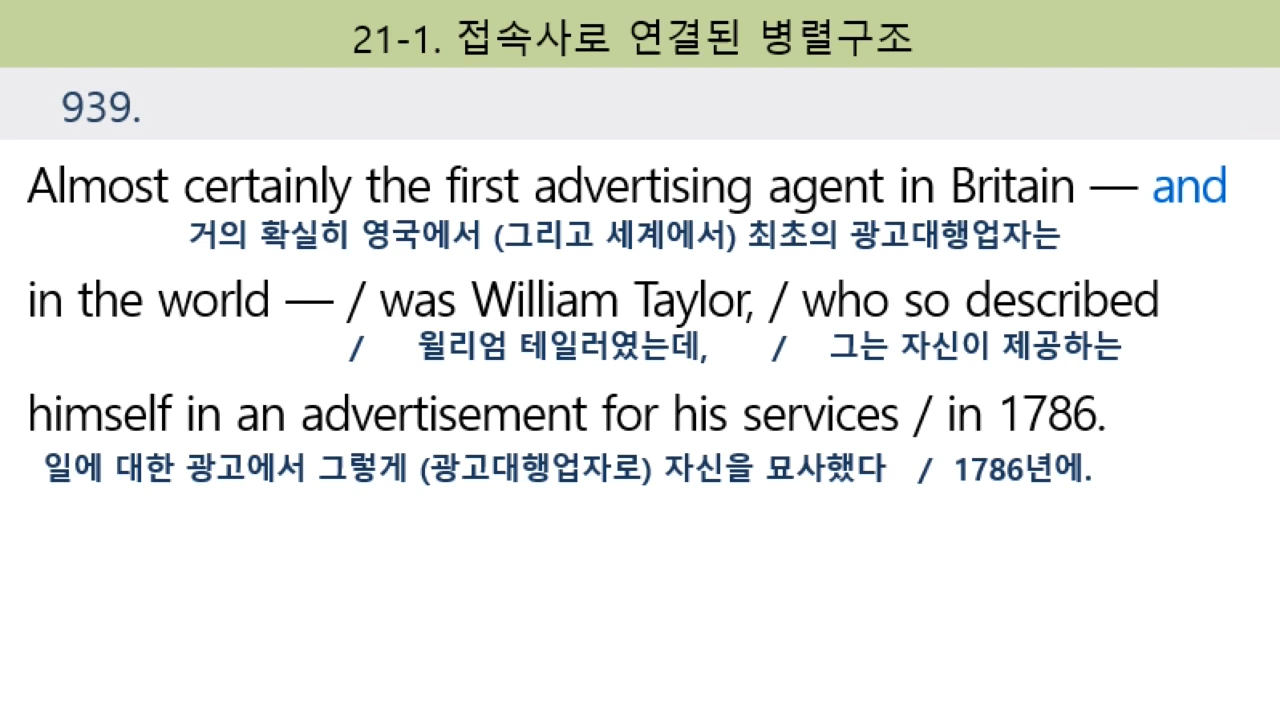 21-1. 접속사로 연결된 병렬구조
939.
Almost certainly the first advertising agent in Britain — and
거의 확실히 영국에서 (그리고 세계에서) 최초의 광고대행업자는
in the world — / was William Taylor, / who so described
/ 윌리엄 테일러였는데, / 그는 자신이 제공하는
himself in an advertisement for his services / in 1786.
일에 대한 광고에서 그렇게 (광고대행업자로) 자신을 묘사했다 / 1786년에.